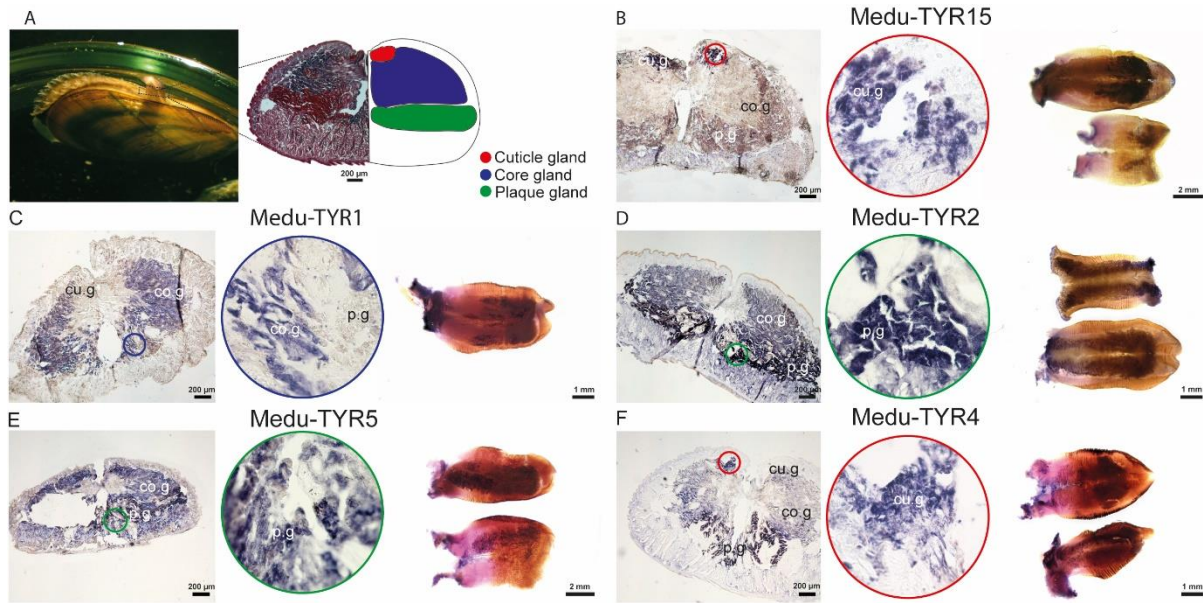 A
Cuticle gland
Core gland
Plaque gland
200 µm
B
Medu-TYR15
cu.g
co.g
p.g
200 µm
cu.g
2 mm
C
Medu-TYR1
cu.g
co.g
200 µm
co.g
p.g
1 mm
D
Medu-TYR2
co.g
p.g
200 µm
p.g
1 mm
E
Medu-TYR5
co.g
p.g
200 µm
p.g
2 mm
F
Medu-TYR4
cu.g
co.g
p.g
200 µm
cu.g
1 mm